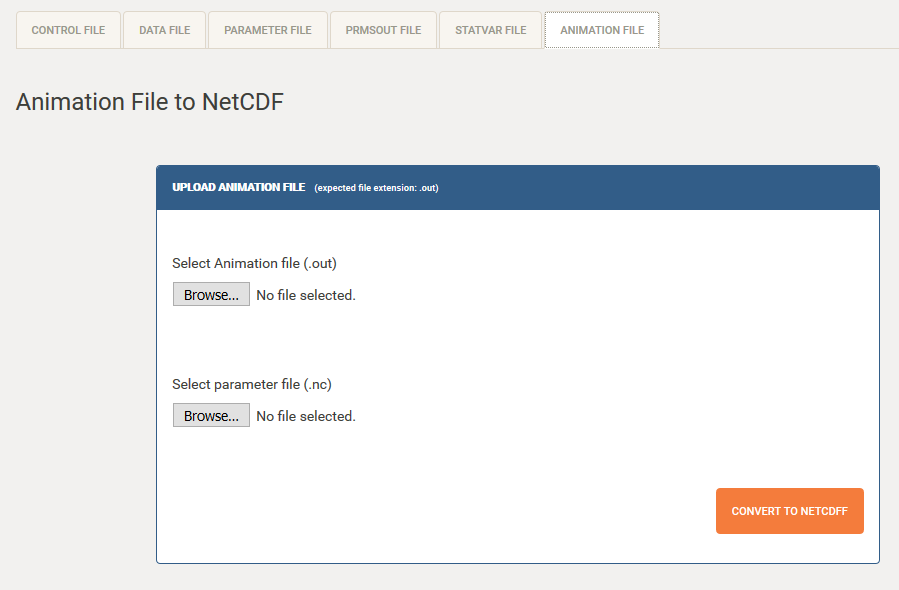 CONTROL FILE DATA FILE PARAMETER FILE PRMSOUT FILE STATVAR FILE ANIMATION FILE
Animation File to NetCDF
UPLOAD ANIMATION FILE (expected file extension: .out)
Select Animation file (.out)
Browse... No file selected.
Select parameter file (.nc)
Browse... No file selected.
CONVERT TO NETCDFF